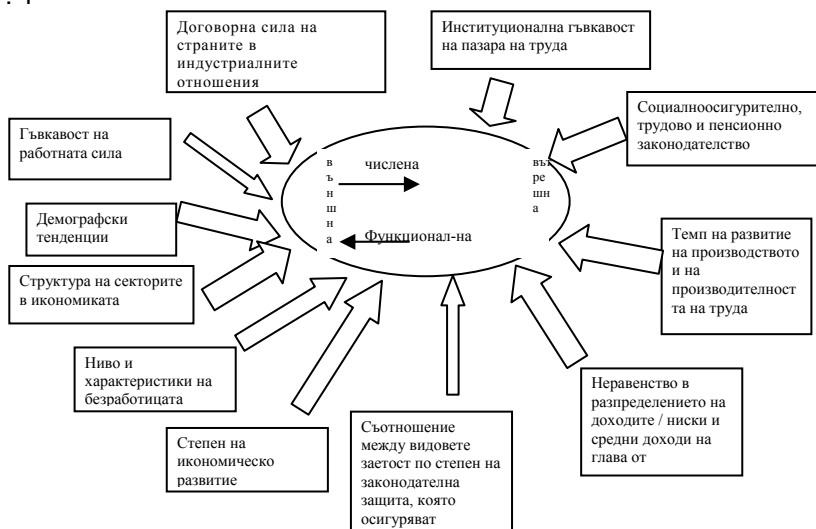 Договорна сила на
страните в
индустриалните
отношения
Институционална гъвкавост
на пазара на труда
Социалноосигурително,
трудово и пенсионно
законодателство
Гъвкавост на
работната сила
външна
числена
вът
ре
шна
Функционал-на
Демографски
тенденции
Темп на развитие
на производството
и на
производителност
та на труда
Структура на секторите
в икономиката
Ниво и
характеристики на
безработицата
Неравенство в
разпределението на
доходите / ниски и
средни доходи на
глава от
Степен на
икономическо
развитие
Съотношение
между видовете
заетост по степен на
законодателна
защита, която
осигуряват